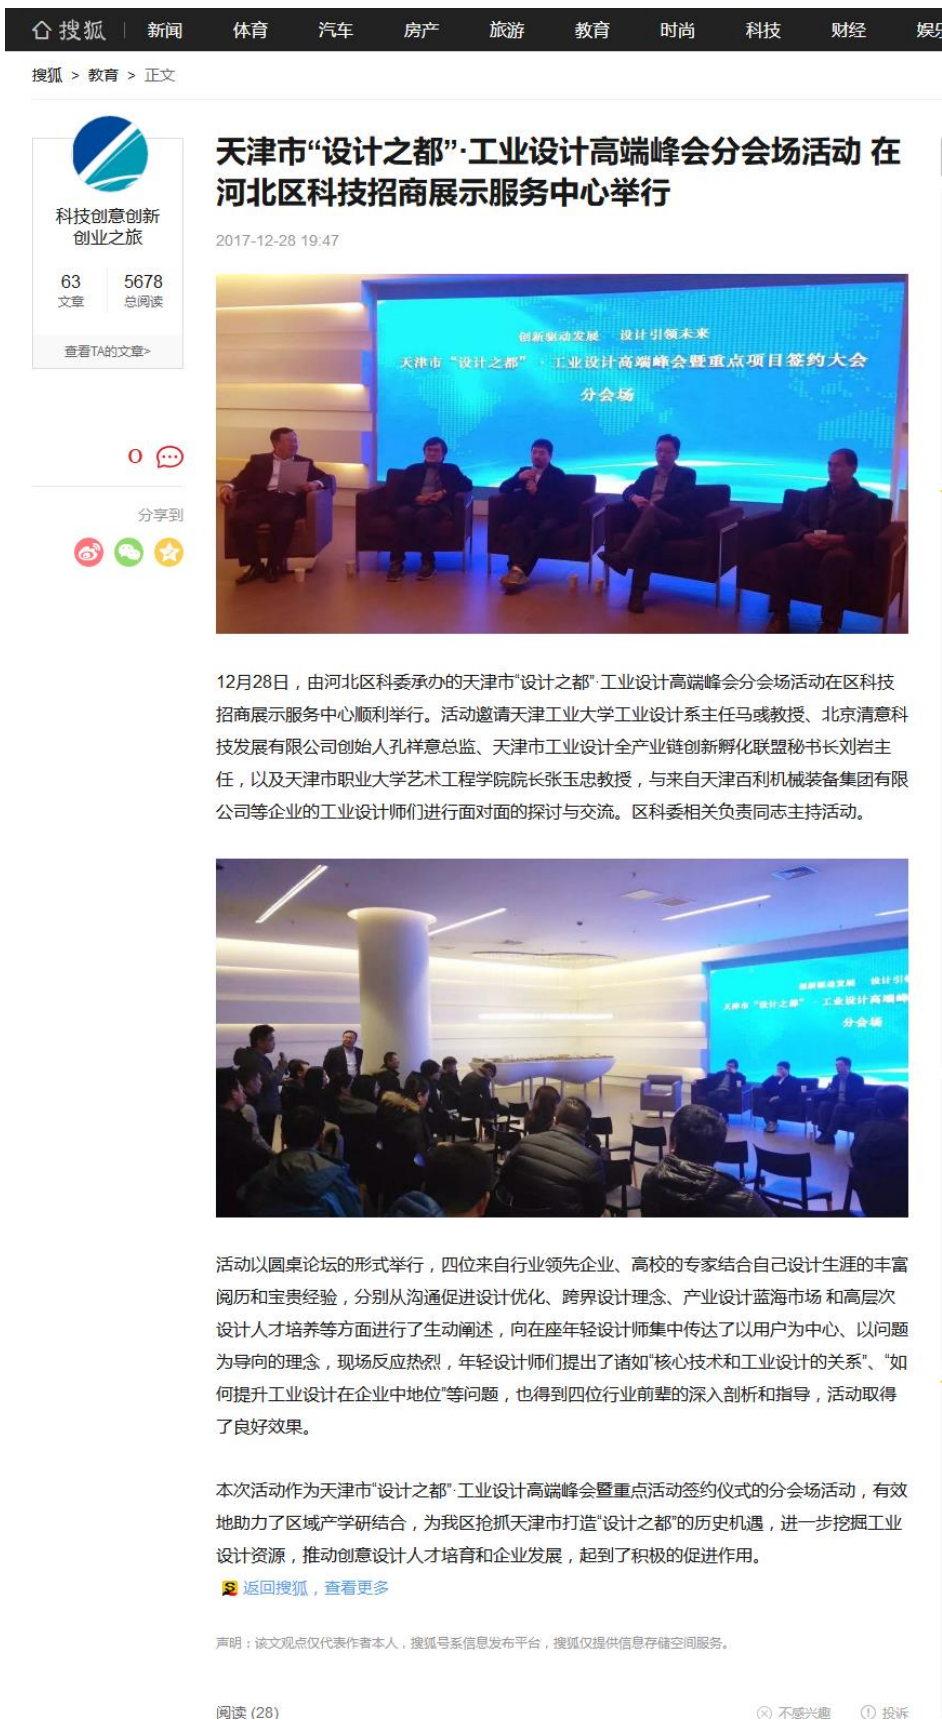 搜狐 新闻 体育 汽车 房产 旅游 教育 时尚 科技 财经 娱乐
搜狐 > 教育 > 正文
科技创意创新
创业之旅
63 5678
文章 总阅读
查看TA的文章>
0
分享到
天津市“设计之都”·工业设计高端峰会分会场活动 在
河北区科技招商展示服务中心举行
2017-12-28 19:47
创新驱动发展 设计引领未来
天津市“设计之都”·工业设计高端峰会暨重点项目签约大会
分会场
12月28日，由河北区科委承办的天津市“设计之都”·工业设计高端峰会分会场活动在区科技
招商展示服务中心顺利举行。活动邀请天津工业大学工业设计系主任马彧教授、北京清意科
技发展有限公司创始人孔祥意总监、天津市工业设计全产业链创新孵化联盟秘书长刘岩主
任，以及天津市职业大学艺术工程学院院长张玉忠教授，与来自天津百利机械装备集团有限
公司等企业的工业设计师们进行面对面的探讨与交流。区科委相关负责同志主持活动。
创新驱动发展 设计引
天津市“设计之都”·工业设计高端峰
分会场
活动以圆桌论坛的形式举行，四位来自行业领先企业、高校的专家结合自己设计生涯的丰富
阅历和宝贵经验，分别从沟通促进设计优化、跨界设计理念、产业设计蓝海市场 和高层次
设计人才培养等方面进行了生动阐述，向在座年轻设计师集中传达了以用户为中心、以问题
为导向的理念，现场反应热烈，年轻设计师们提出了诸如“核心技术和工业设计的关系”、“如
何提升工业设计在企业中地位”等问题，也得到四位行业前辈的深入剖析和指导，活动取得
了良好效果。
本次活动作为天津市“设计之都”·工业设计高端峰会暨重点活动签约仪式的分会场活动，有效
地助力了区域产学研结合，为我区抢抓天津市打造“设计之都”的历史机遇，进一步挖掘工业
设计资源，推动创意设计人才培育和企业发展，起到了积极的促进作用。
返回搜狐，查看更多
声明：该文观点仅代表作者本人，搜狐号系信息发布平台，搜狐仅提供信息存储空间服务。
阅读 (28) 不感兴趣 投诉